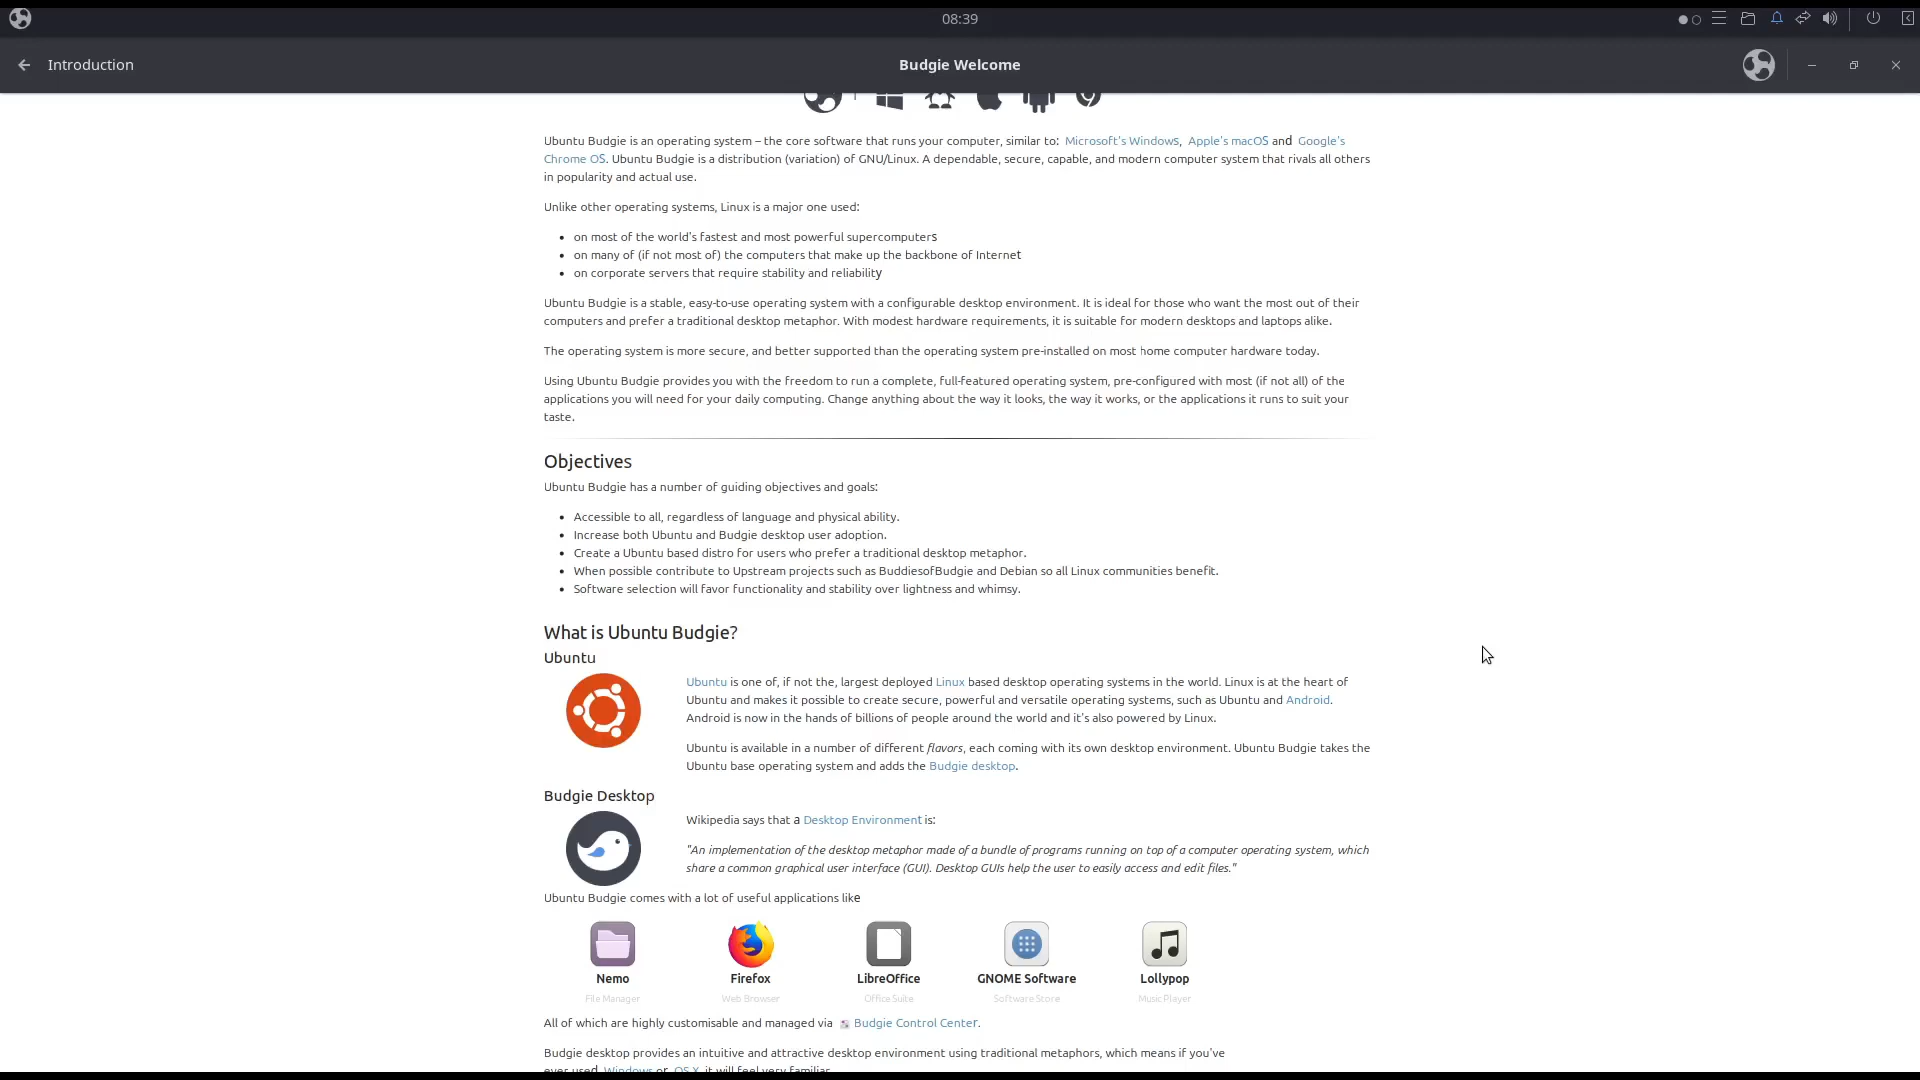 08:39
Introduction
Budgie Welcome
Ubuntu Budgie is an operating system – the core software that runs your computer, similar to: Microsoft's Windows, Apple's macOS and Google's
Chrome OS. Ubuntu Budgie is a distribution (variation) of GNU/Linux. A dependable, secure, capable, and modern computer system that rivals all others
in popularity and actual use.
Unlike other operating systems, Linux is a major one used:
• on most of the world's fastest and most powerful supercomputers
• on many of (if not most of) the computers that make up the backbone of Internet
• on corporate servers that require stability and reliability
Ubuntu Budgie is a stable, easy-to-use operating system with a configurable desktop environment. It is ideal for those who want the most out of their
computers and prefer a traditional desktop metaphor. With modest hardware requirements, it is suitable for modern desktops and laptops alike.
The operating system is more secure, and better supported than the operating system pre-installed on most home computer hardware today.
Using Ubuntu Budgie provides you with the freedom to run a complete, full-featured operating system, pre-configured with most (if not all) of the
applications you will need for your daily computing. Change anything about the way it looks, the way it works, or the applications it runs to suit your
taste.
Objectives
Ubuntu Budgie has a number of guiding objectives and goals:
• Accessible to all, regardless of language and physical ability.
• Increase both Ubuntu and Budgie desktop user adoption.
• Create a Ubuntu based distro for users who prefer a traditional desktop metaphor.
• When possible contribute to Upstream projects such as BuddiesofBudgie and Debian so all Linux communities benefit.
• Software selection will favor functionality and stability over lightness and whimsy.
What is Ubuntu Budgie?
Ubuntu
Ubuntu is one of, if not the, largest deployed Linux based desktop operating systems in the world. Linux is at the heart of
Ubuntu and makes it possible to create secure, powerful and versatile operating systems, such as Ubuntu and Android.
Android is now in the hands of billions of people around the world and it's also powered by Linux.
Ubuntu is available in a number of different flavors, each coming with its own desktop environment. Ubuntu Budgie takes the
Ubuntu base operating system and adds the Budgie desktop.
Budgie Desktop
Wikipedia says that a Desktop Environment is:
"An implementation of the desktop metaphor made of a bundle of programs running on top of a computer operating system, which
share a common graphical user interface (GUI). Desktop GUIs help the user to easily access and edit files."
Ubuntu Budgie comes with a lot of useful applications like
Nemo Firefox LibreOffice GNOME Software Lollypop
File Manager Web Browser Office Suite Software Store Music Player
All of which are highly customisable and managed via Budgie Control Center.
Budgie desktop provides an intuitive and attractive desktop environment using traditional metaphors, which means if you've
ever used Windows or OS X, it will feel very familiar.